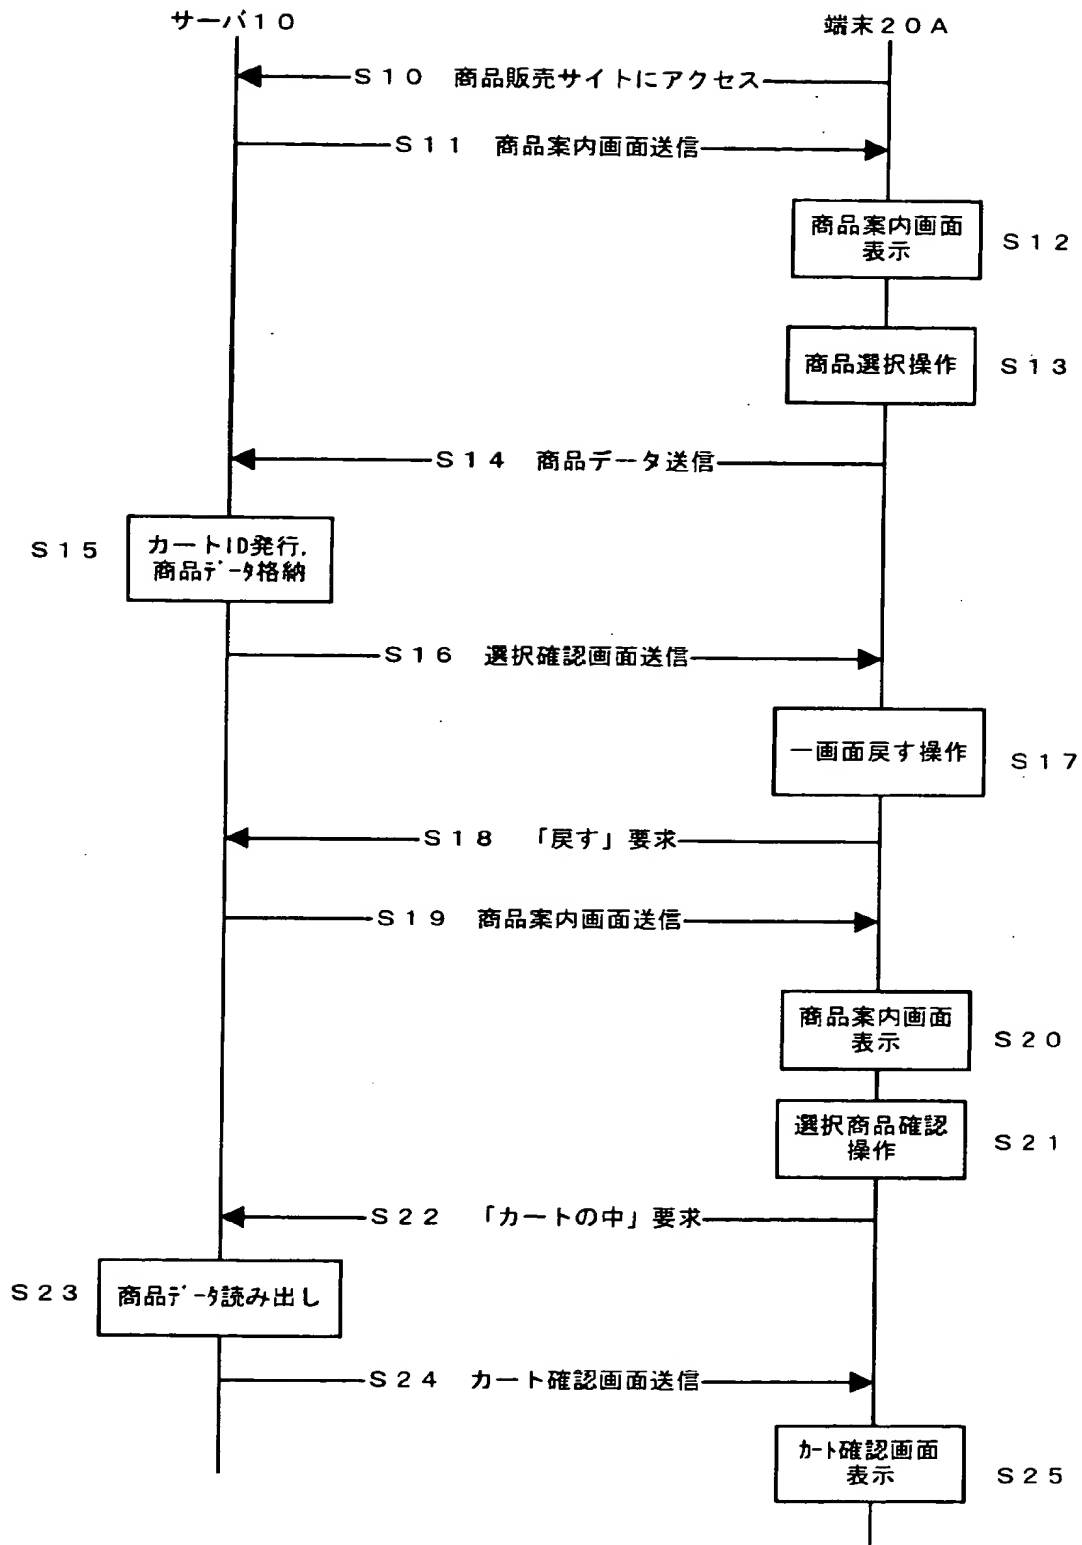 サーバ10
端末20A
S10 商品販売サイトにアクセス
S11 商品案内画面送信
商品案内画面
表示
S12
商品選択操作
S13
S14 商品データ送信
S15
カートID発行,
商品データ格納
S16 選択確認画面送信
一画面戻す操作
S17
S18 「戻す」要求
S19 商品案内画面送信
商品案内画面
表示
S20
選択商品確認
操作
S21
S22 「カートの中」要求
S23
商品データ読み出し
S24 カート確認画面送信
カート確認画面
表示
S25